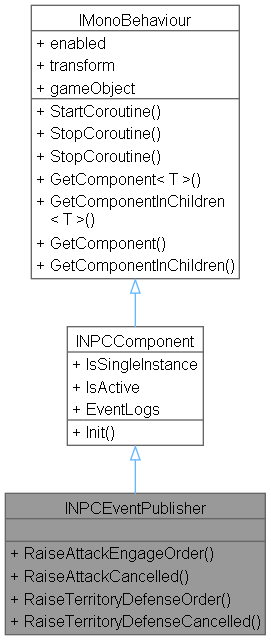 IMonoBehaviour
+ enabled
+ transform
+ gameObject
+ StartCoroutine()
+ StopCoroutine()
+ StopCoroutine()
+ GetComponent< T >()
+ GetComponentInChildren
< T >()
+ GetComponent()
+ GetComponentInChildren()
INPCComponent
+ IsSingleInstance
+ IsActive
+ EventLogs
+ Init()
INPCEventPublisher
+ RaiseAttackEngageOrder()
+ RaiseAttackCancelled()
+ RaiseTerritoryDefenseOrder()
+ RaiseTerritoryDefenseCancelled()